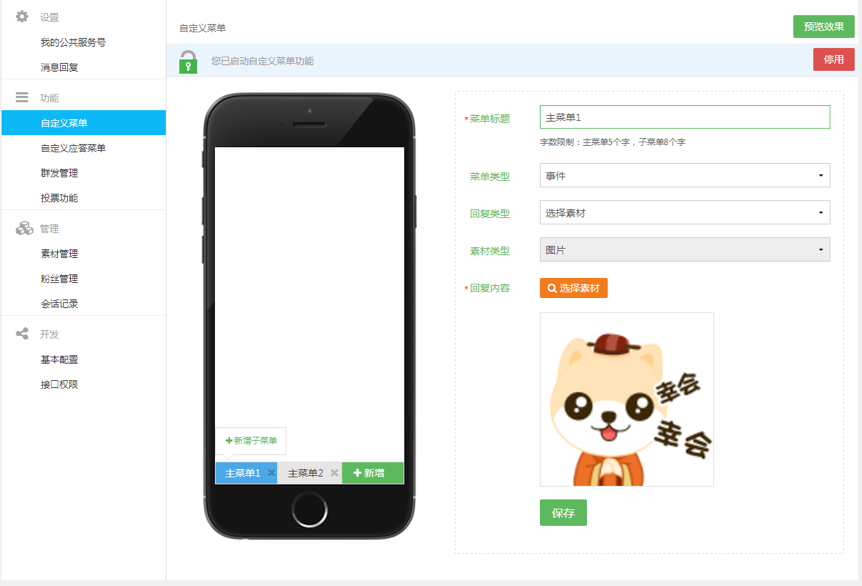 设置
我的公共服务号
消息回复
功能
自定义菜单
自定义应答菜单
群发管理
投票功能
管理
素材管理
粉丝管理
会话记录
开发
基本配置
接口权限
自定义菜单
预览效果
您已启动自定义菜单功能
停用
+新增子菜单
主菜单1 ×
主菜单2 ×
+ 新增
*菜单标题
主菜单1
字数限制：主菜单5个字，子菜单8个字
菜单类型
事件
回复类型
选择素材
素材类型
图片
*回复内容
选择素材
幸会
幸会
保存